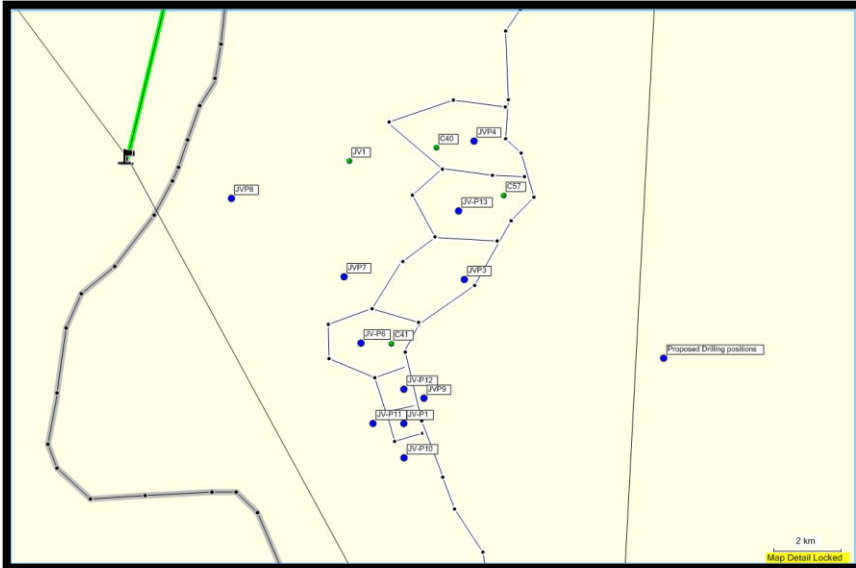 C40
JVP4
JV1
JVP8
C57
JV-P13
JVP7
JVP3
JV-P6
C41
Proposed Drilling positions
JV-P12
JVP9
JV-P11
JV-P1
JV-P10
2 km
Map Detail Locked